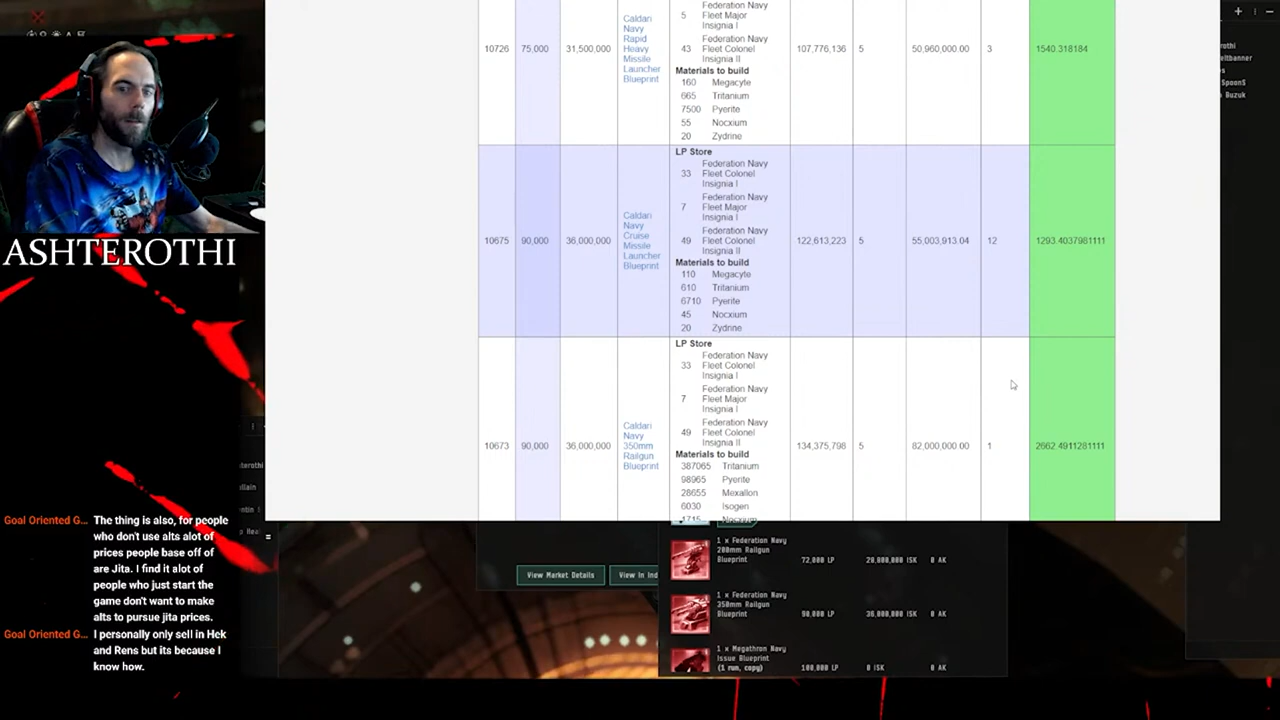 10726
75,000
31,500,000
Caldari
Navy
Rapid
Heavy
Missile
Launcher
Blueprint
5
Federation Navy
Fleet Major
Insignia I
43
Federation Navy
Fleet Colonel
Insignia II
Materials to build
160 Megacyte
665 Tritanium
7500 Pyerite
55 Nocxium
20 Zydrine
107,776,136
5
50,960,000.00
3
1540.318184
10675
90,000
36,000,000
Caldari
Navy
Cruise
Missile
Launcher
Blueprint
LP Store
33
Federation Navy
Fleet Colonel
Insignia I
7
Federation Navy
Fleet Major
Insignia I
49
Federation Navy
Fleet Colonel
Insignia II
Materials to build
110 Megacyte
610 Tritanium
6710 Pyerite
45 Nocxium
20 Zydrine
122,613,223
5
55,003,913.04
12
1293.4037981111
10673
90,000
36,000,000
Caldari
Navy
350mm
Railgun
Blueprint
LP Store
33
Federation Navy
Fleet Colonel
Insignia I
7
Federation Navy
Fleet Major
Insignia I
49
Federation Navy
Fleet Colonel
Insignia II
Materials to build
387065 Tritanium
98965 Pyerite
28655 Mexallon
6030 Isogen
1715 Nocxium
134,375,798
5
82,000,000.00
1
2662.4911281111
ASHTEROTHI
Goal Oriented G... The thing is also, for people
who don't use alts alot of
prices people base off of
are Jita. I find it alot of
people who just start the
game don't want to make
alts to pursue jita prices.
Goal Oriented G... I personally only sell in Hek
and Rens but its because I
know how.
View Market Details
View In Ind
1 x Federation Navy
200mm Railgun
Blueprint
72,000 LP
28,800,000 ISK
0 AK
1 x Federation Navy
350mm Railgun
Blueprint
90,000 LP
36,000,000 ISK
0 AK
1 x Megathron Navy
Issue Blueprint
(1 run, copy)
100,000 LP
0 ISK
0 AK
Buzuk